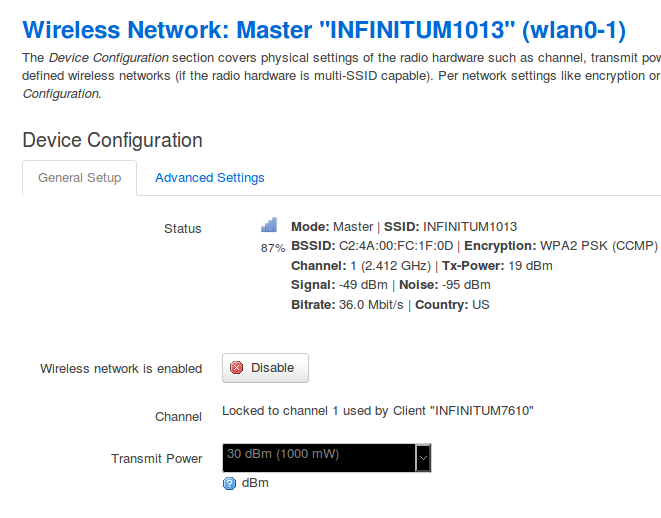 Wireless Network: Master "INFINITUM1013" (wlan0-1)
The Device Configuration section covers physical settings of the radio hardware such as channel, transmit pow
defined wireless networks (if the radio hardware is multi-SSID capable). Per network settings like encryption or
Configuration.
Device Configuration
General Setup Advanced Settings
Status
87%
Mode: Master | SSID: INFINITUM1013
BSSID: C2:4A:00:FC:1F:0D | Encryption: WPA2 PSK (CCMP)
Channel: 1 (2.412 GHz) | Tx-Power: 19 dBm
Signal: -49 dBm | Noise: -95 dBm
Bitrate: 36.0 Mbit/s | Country: US
Wireless network is enabled Disable
Channel Locked to channel 1 used by Client "INFINITUM7610"
Transmit Power 30 dBm (1000 mW)
dBm